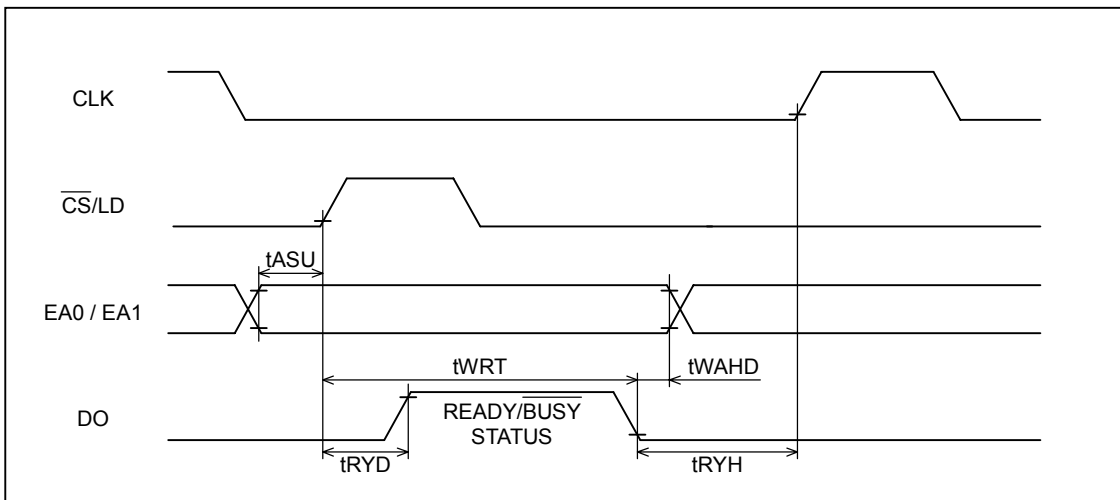 CLK
CS/LD
tASU
EA0 / EA1
tWRT
tWAHD
DO
READY/BUSY
STATUS
tRYD
tRYH